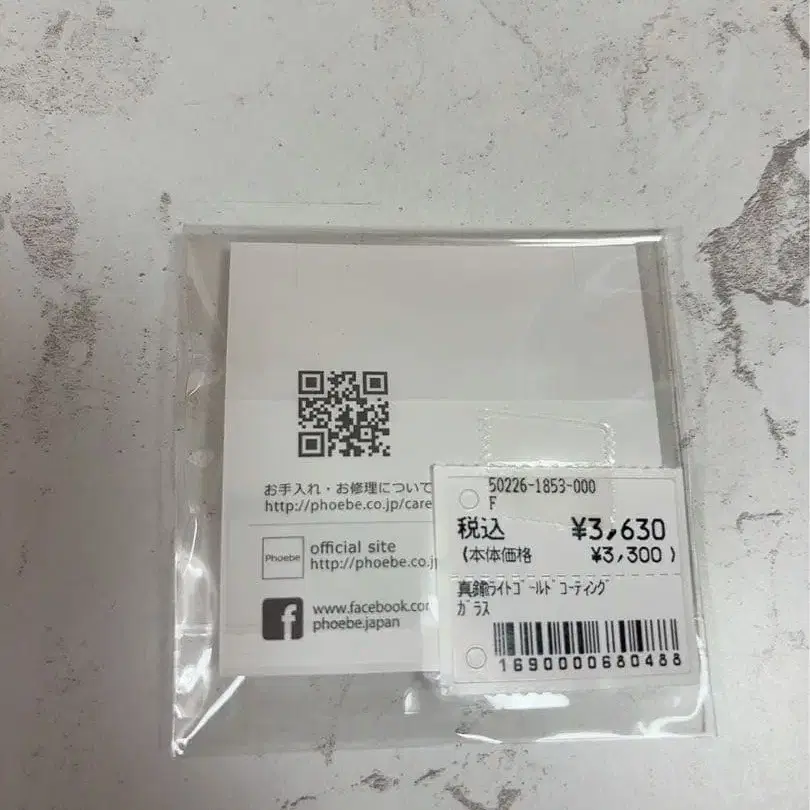 お手入れ・お修理について
http://phoebe.co.jp/care
Phoebe
official site
http://phoebe.co.jp
www.facebook.com
phoebe.japan
50226-1853-000
F
税込 ¥3,630
(本体価格 ¥3,300)
真鍮ライトゴールドコーティング
ガラス
1690000680488